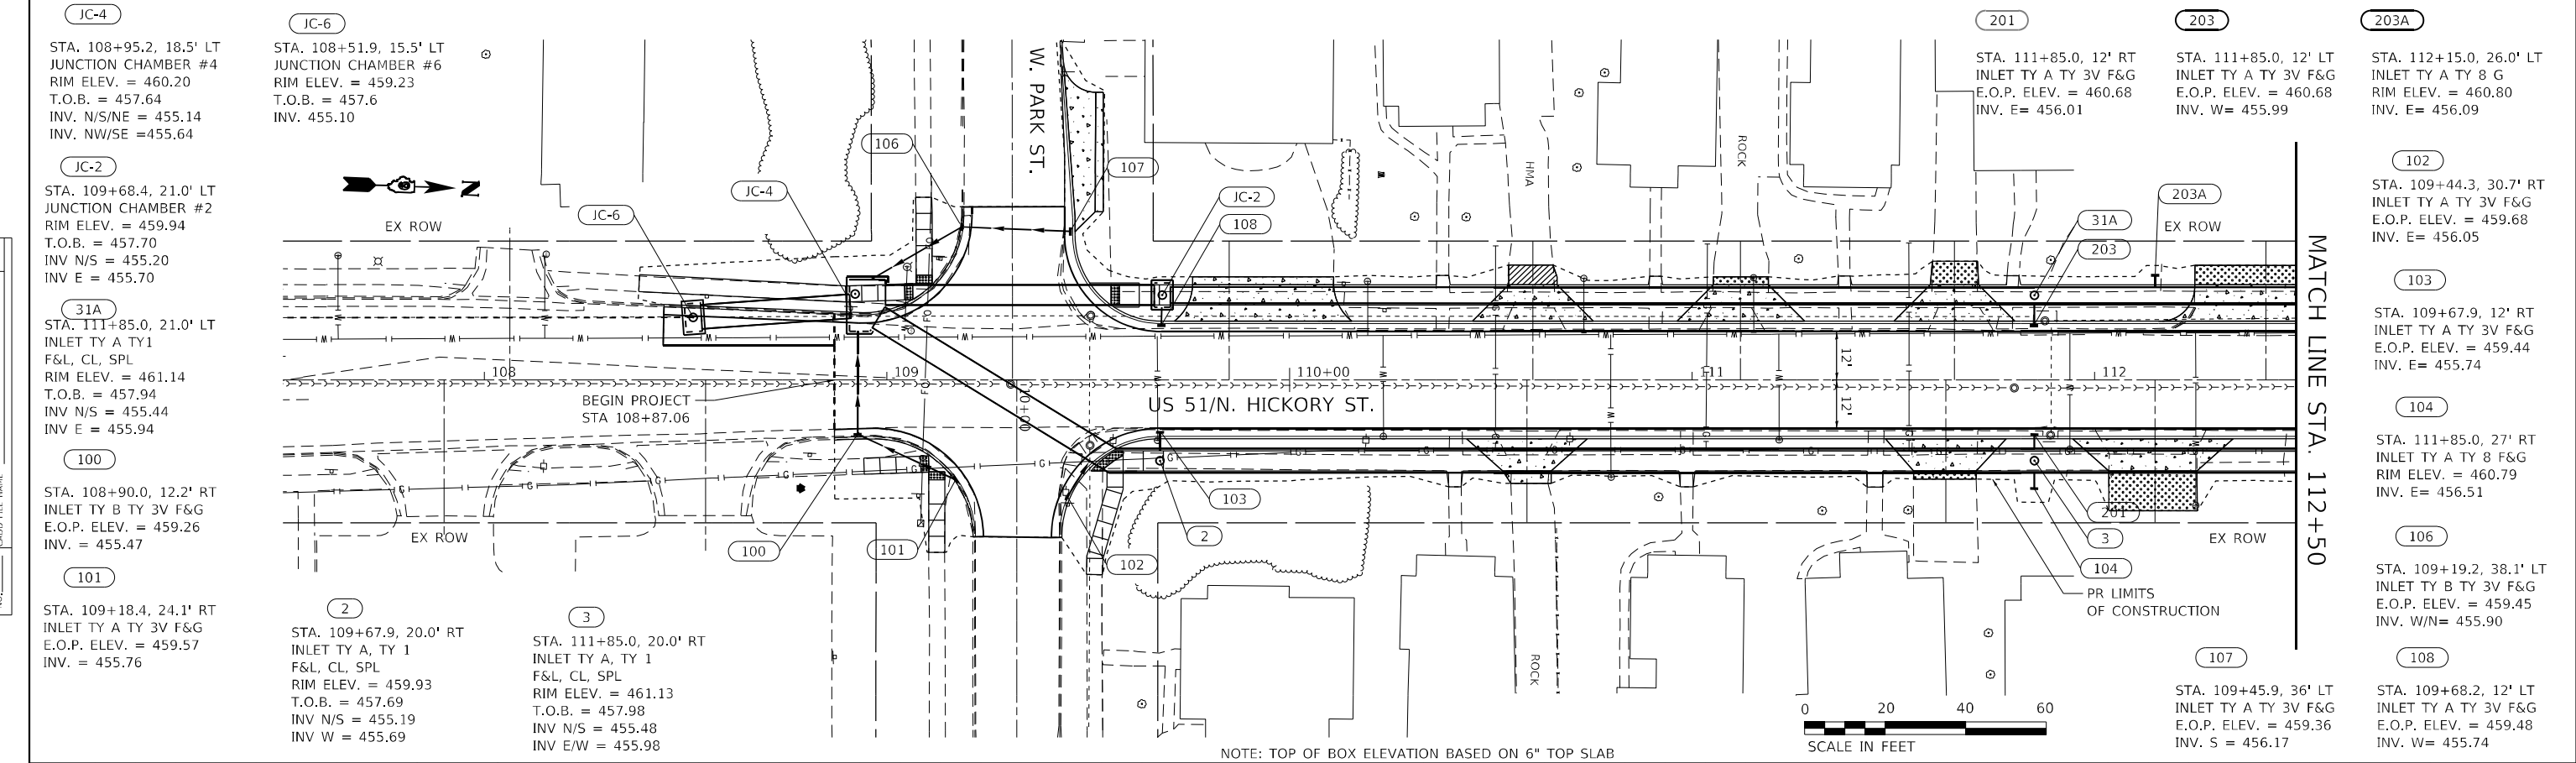 JC-4
STA. 108+95.2, 18.5' LT
JUNCTION CHAMBER #4
RIM ELEV. = 460.20
T.O.B. = 457.64
INV. N/S/NE = 455.14
INV. NW/SE =455.64
JC-6
STA. 108+51.9, 15.5' LT
JUNCTION CHAMBER #6
RIM ELEV. = 459.23
T.O.B. = 457.6
INV. 455.10
JC-2
STA. 109+68.4, 21.0' LT
JUNCTION CHAMBER #2
RIM ELEV. = 459.94
T.O.B. = 457.70
INV N/S = 455.20
INV E = 455.70
31A
STA. 111+85.0, 21.0' LT
INLET TY A TY1
F&L, CL, SPL
RIM ELEV. = 461.14
T.O.B. = 457.94
INV N/S = 455.44
INV E = 455.94
100
STA. 108+90.0, 12.2' RT
INLET TY B TY 3V F&G
E.O.P. ELEV. = 459.26
INV. = 455.47
101
STA. 109+18.4, 24.1' RT
INLET TY A TY 3V F&G
E.O.P. ELEV. = 459.57
INV. = 455.76
2
STA. 109+67.9, 20.0' RT
INLET TY A, TY 1
F&L, CL, SPL
RIM ELEV. = 459.93
T.O.B. = 457.69
INV N/S = 455.19
INV W = 455.69
3
STA. 111+85.0, 20.0' RT
INLET TY A, TY 1
F&L, CL, SPL
RIM ELEV. = 461.13
T.O.B. = 457.98
INV N/S = 455.48
INV E/W = 455.98
N
EX ROW
JC-6
JC-4
106
W. PARK ST.
107
JC-2
108
HMA
ROCK
31A
203
203A
EX ROW
108
109
110+00
111
112
10+00
12'
12'
BEGIN PROJECT
STA 108+87.06
US 51/N. HICKORY ST.
EX ROW
100
101
102
103
2
ROCK
201
3
104
PR LIMITS
OF CONSTRUCTION
EX ROW
MATCH LINE STA. 112+50
0 20 40 60
SCALE IN FEET
NOTE: TOP OF BOX ELEVATION BASED ON 6" TOP SLAB
201
STA. 111+85.0, 12' RT
INLET TY A TY 3V F&G
E.O.P. ELEV. = 460.68
INV. E= 456.01
203
STA. 111+85.0, 12' LT
INLET TY A TY 3V F&G
E.O.P. ELEV. = 460.68
INV. W= 455.99
203A
STA. 112+15.0, 26.0' LT
INLET TY A TY 8 G
RIM ELEV. = 460.80
INV. E= 456.09
102
STA. 109+44.3, 30.7' RT
INLET TY A TY 3V F&G
E.O.P. ELEV. = 459.68
INV. E= 456.05
103
STA. 109+67.9, 12' RT
INLET TY A TY 3V F&G
E.O.P. ELEV. = 459.44
INV. E= 455.74
104
STA. 111+85.0, 27' RT
INLET TY A TY 8 F&G
RIM ELEV. = 460.79
INV. E= 456.51
106
STA. 109+19.2, 38.1' LT
INLET TY B TY 3V F&G
E.O.P. ELEV. = 459.45
INV. W/N= 455.90
107
STA. 109+45.9, 36' LT
INLET TY A TY 3V F&G
E.O.P. ELEV. = 459.36
INV. S = 456.17
108
STA. 109+68.2, 12' LT
INLET TY A TY 3V F&G
E.O.P. ELEV. = 459.48
INV. W= 455.74